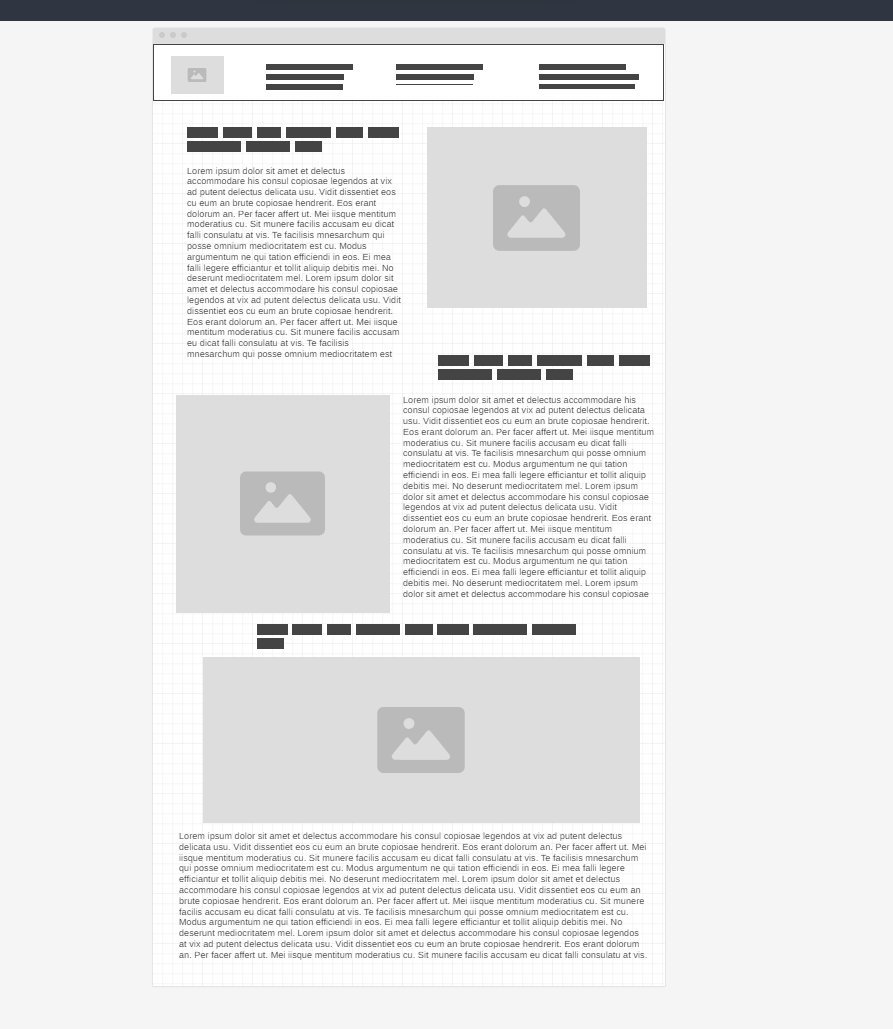 Lorem ipsum dolor sit amet et delectus
accommodare his consul copiosae legendos at vix
ad putent delectus delicata usu. Vidit dissentiet eos
cu eum an brute copiosae hendrerit. Eos erant
dolorum an. Per facer affert ut. Mei iisque mentitum
moderatius cu. Sit munere facilis accusam eu dicat
falli consulatu at vis. Te facilisis mnesarchum qui
posse omnium mediocritatem est cu. Modus
argumentum ne qui tation efficiendi in eos. Ei mea
falli legere efficiantur et tollit aliquip debitis mei. No
deserunt mediocritatem mel. Lorem ipsum dolor sit
amet et delectus accommodare his consul copiosae
legendos at vix ad putent delectus delicata usu. Vidit
dissentiet eos cu eum an brute copiosae hendrerit.
Eos erant dolorum an. Per facer affert ut. Mei iisque
mentitum moderatius cu. Sit munere facilis accusam
eu dicat falli consulatu at vis. Te facilisis
mnesarchum qui posse omnium mediocritatem est
Lorem ipsum dolor sit amet et delectus accommodare his
consul copiosae legendos at vix ad putent delectus delicata
usu. Vidit dissentiet eos cu eum an brute copiosae hendrerit.
Eos erant dolorum an. Per facer affert ut. Mei iisque mentitum
moderatius cu. Sit munere facilis accusam eu dicat falli
consulatu at vis. Te facilisis mnesarchum qui posse omnium
mediocritatem est cu. Modus argumentum ne qui tation
efficiendi in eos. Ei mea falli legere efficiantur et tollit aliquip
debitis mei. No deserunt mediocritatem mel. Lorem ipsum
dolor sit amet et delectus accommodare his consul copiosae
legendos at vix ad putent delectus delicata usu. Vidit
dissentiet eos cu eum an brute copiosae hendrerit. Eos erant
dolorum an. Per facer affert ut. Mei iisque mentitum
moderatius cu. Sit munere facilis accusam eu dicat falli
consulatu at vis. Te facilisis mnesarchum qui posse omnium
mediocritatem est cu. Modus argumentum ne qui tation
efficiendi in eos. Ei mea falli legere efficiantur et tollit aliquip
debitis mei. No deserunt mediocritatem mel. Lorem ipsum
dolor sit amet et delectus accommodare his consul copiosae
Lorem ipsum dolor sit amet et delectus accommodare his consul copiosae legendos at vix ad putent delectus
delicata usu. Vidit dissentiet eos cu eum an brute copiosae hendrerit. Eos erant dolorum an. Per facer affert ut. Mei
iisque mentitum moderatius cu. Sit munere facilis accusam eu dicat falli consulatu at vis. Te facilisis mnesarchum
qui posse omnium mediocritatem est cu. Modus argumentum ne qui tation efficiendi in eos. Ei mea falli legere
efficiantur et tollit aliquip debitis mei. No deserunt mediocritatem mel. Lorem ipsum dolor sit amet et delectus
accommodare his consul copiosae legendos at vix ad putent delectus delicata usu. Vidit dissentiet eos cu eum an
brute copiosae hendrerit. Eos erant dolorum an. Per facer affert ut. Mei iisque mentitum moderatius cu. Sit munere
facilis accusam eu dicat falli consulatu at vis. Te facilisis mnesarchum qui posse omnium mediocritatem est cu.
Modus argumentum ne qui tation efficiendi in eos. Ei mea falli legere efficiantur et tollit aliquip debitis mei. No
deserunt mediocritatem mel. Lorem ipsum dolor sit amet et delectus accommodare his consul copiosae legendos
at vix ad putent delectus delicata usu. Vidit dissentiet eos cu eum an brute copiosae hendrerit. Eos erant dolorum
an. Per facer affert ut. Mei iisque mentitum moderatius cu. Sit munere facilis accusam eu dicat falli consulatu at vis.